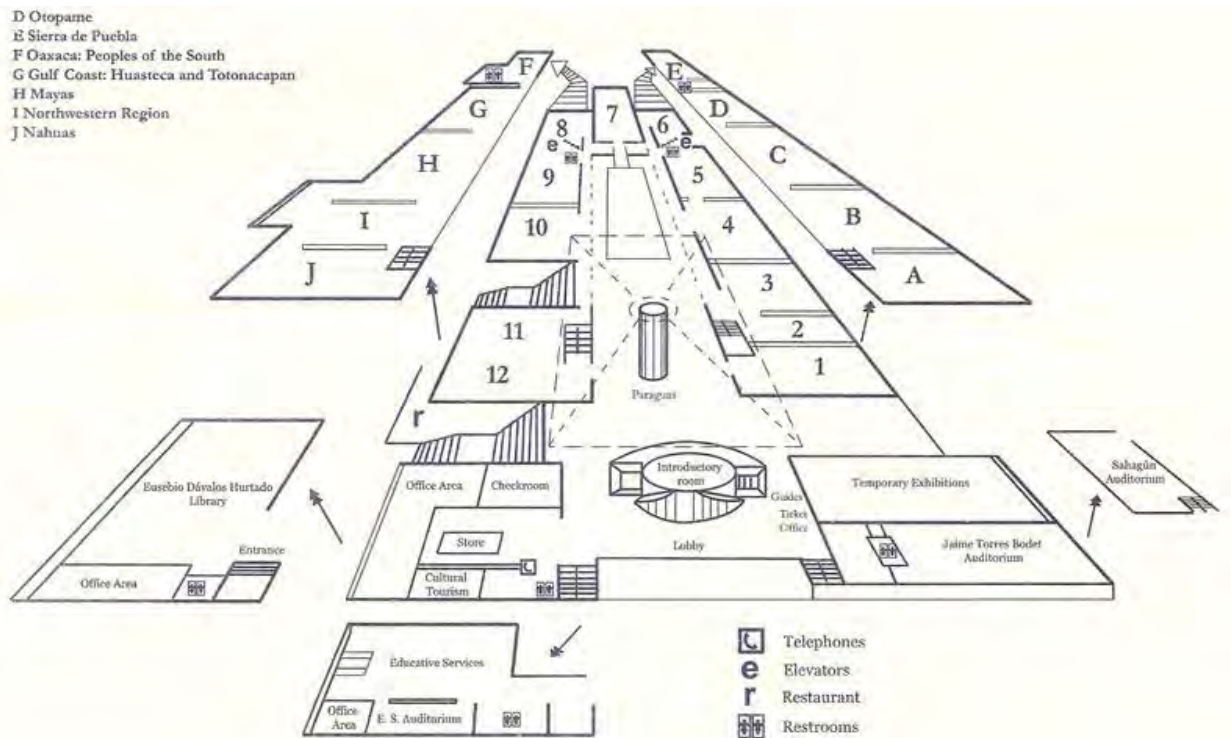 D Otopame
E Sierra de Puebla
F Oaxaca: Peoples of the South
G Gulf Coast: Huasteca and Totonacapan
H Mayas
I Northwestern Region
J Nahuas
F
E
G
D
7
8
6
e
e
H
C
9
5
I
10
4
B
J
3
A
11
2
12
1
Paraguas
r
Eusebio Dávalos Hurtado
Library
Office Area
Checkroom
Introductory
room
Temporary Exhibitions
Sahagún
Auditorium
Guides
Ticket
Office
Store
Lobby
Jaime Torres Bodet
Auditorium
Entrance
Office Area
Cultural
Tourism
Educative Services
Office
Area
E. S. Auditarium
Telephones
e Elevators
r Restaurant
Restrooms